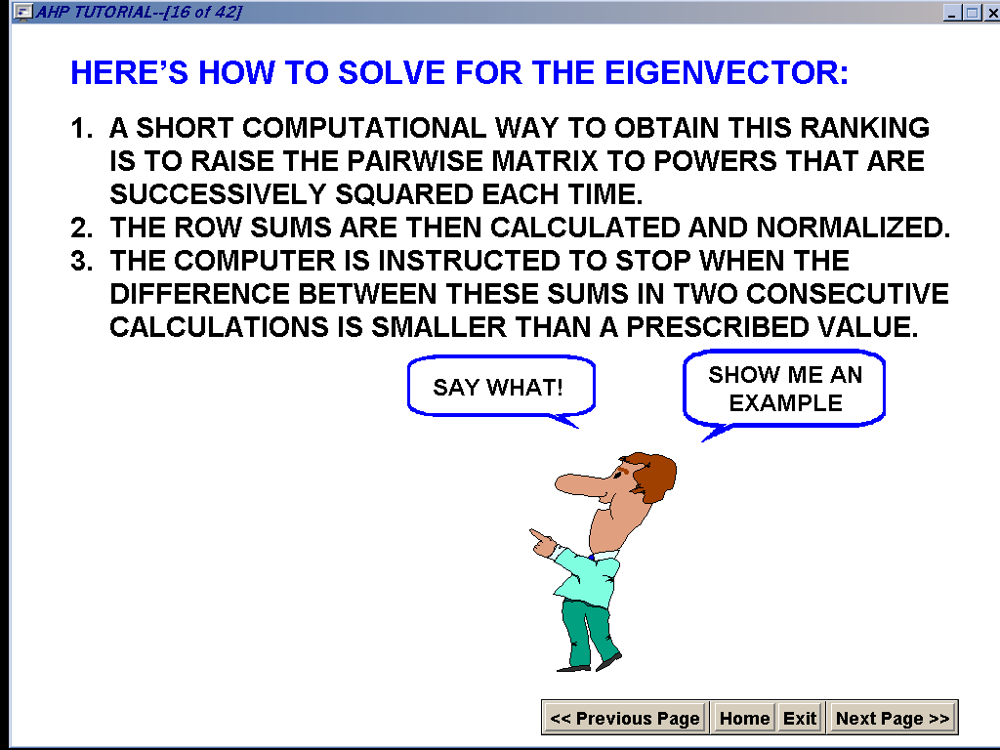 AHP TUTORIAL--[16 of 42]
HERE’S HOW TO SOLVE FOR THE EIGENVECTOR:
1. A SHORT COMPUTATIONAL WAY TO OBTAIN THIS RANKING
IS TO RAISE THE PAIRWISE MATRIX TO POWERS THAT ARE
SUCCESSIVELY SQUARED EACH TIME.
2. THE ROW SUMS ARE THEN CALCULATED AND NORMALIZED.
3. THE COMPUTER IS INSTRUCTED TO STOP WHEN THE
DIFFERENCE BETWEEN THESE SUMS IN TWO CONSECUTIVE
CALCULATIONS IS SMALLER THAN A PRESCRIBED VALUE.
SAY WHAT!
SHOW ME AN
EXAMPLE
<< Previous Page Home Exit Next Page >>